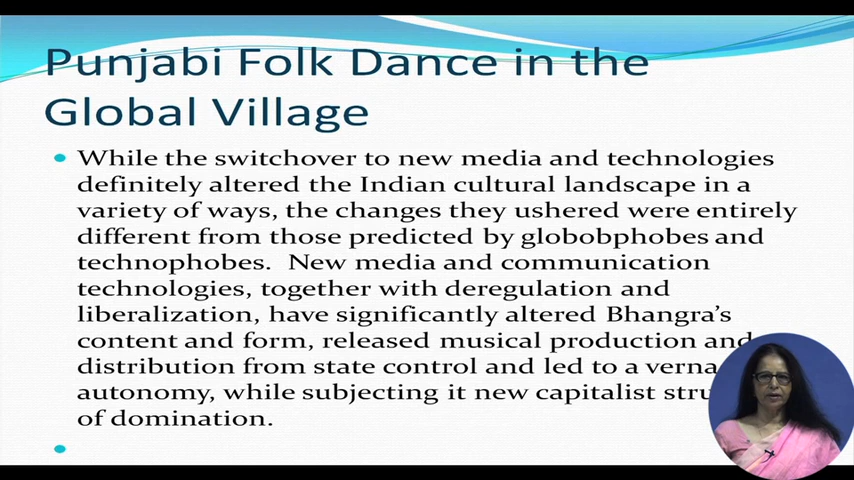 Punjabi Folk Dance in the
Global Village
While the switchover to new media and technologies
definitely altered the Indian cultural landscape in a
variety of ways, the changes they ushered were entirely
different from those predicted by globobphobes and
technophobes. New media and communication
technologies, together with deregulation and
liberalization, have significantly altered Bhangra's
content and form, released musical production and
distribution from state control and led to a verna
autonomy, while subjecting it new capitalist stru
of domination.